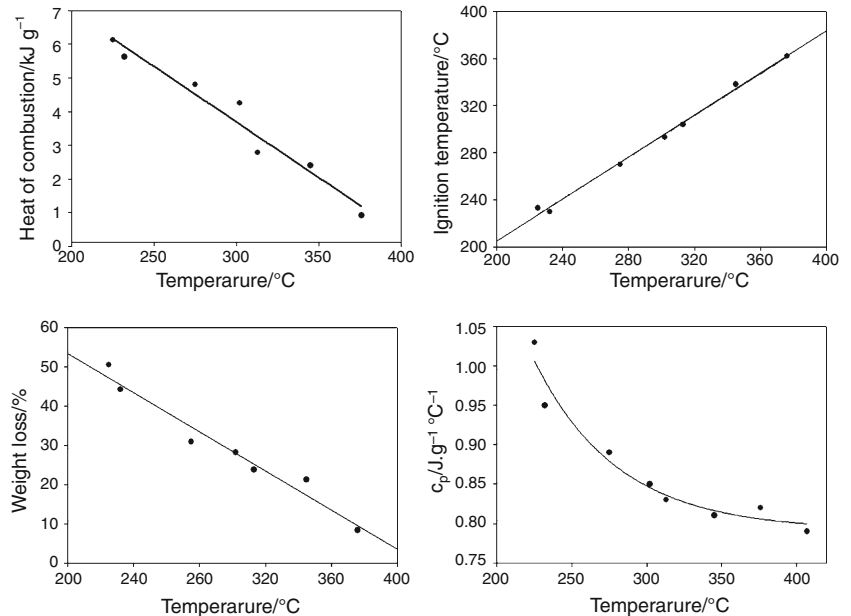 7
6
5
4
3
2
1
0
Heat of combustion/kJ g⁻¹
200 250 300 350 400
Temperarure/°C
400
360
320
280
240
200
Ignition temperature/°C
200 240 280 320 360 400
Temperarure/°C
60
50
40
30
20
10
0
Weight loss/%
200 260 260 320 360 400
Temperarure/°C
1.05
1.00
0.95
0.90
0.85
0.80
0.75
cₚ/J.g⁻¹ °C⁻¹
200 250 300 350 400
Temperarure/°C